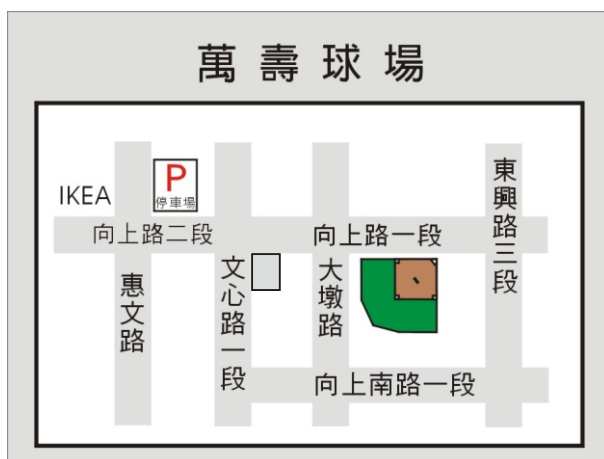 萬壽球場
P
停車場
IKEA
向上路二段
向上路一段
東興路三段
惠文路
文心路一段
大墩路
向上南路一段